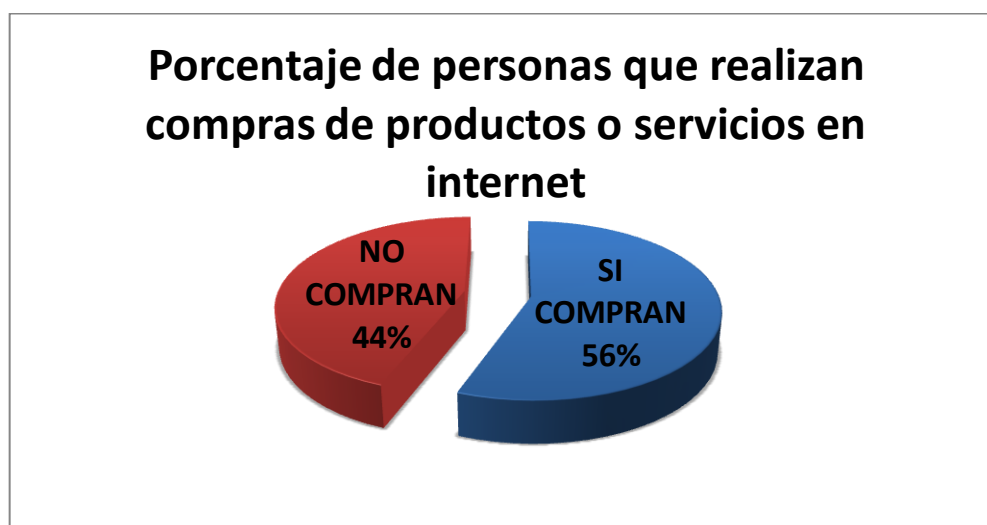 Porcentaje de personas que realizan
compras de productos o servicios en
internet
NO
COMPRAN
44%
SI
COMPRAN
56%